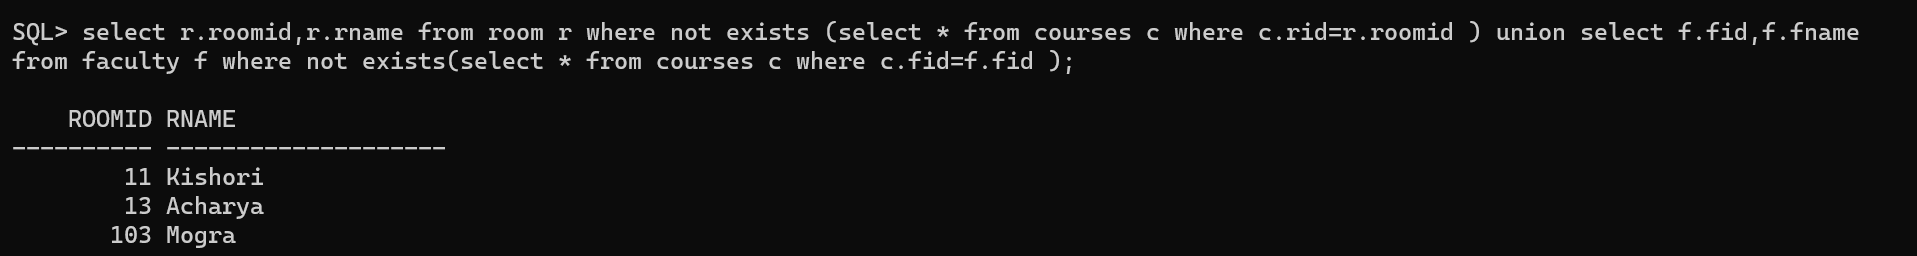 SQL> select r.roomid,r.rname from room r where not exists (select * from courses c where c.rid=r.roomid ) union select f.fid,f.fname
from faculty f where not exists(select * from courses c where c.fid=f.fid );
    ROOMID RNAME
---------- --------------------
        11 Kishori
        13 Acharya
       103 Mogra